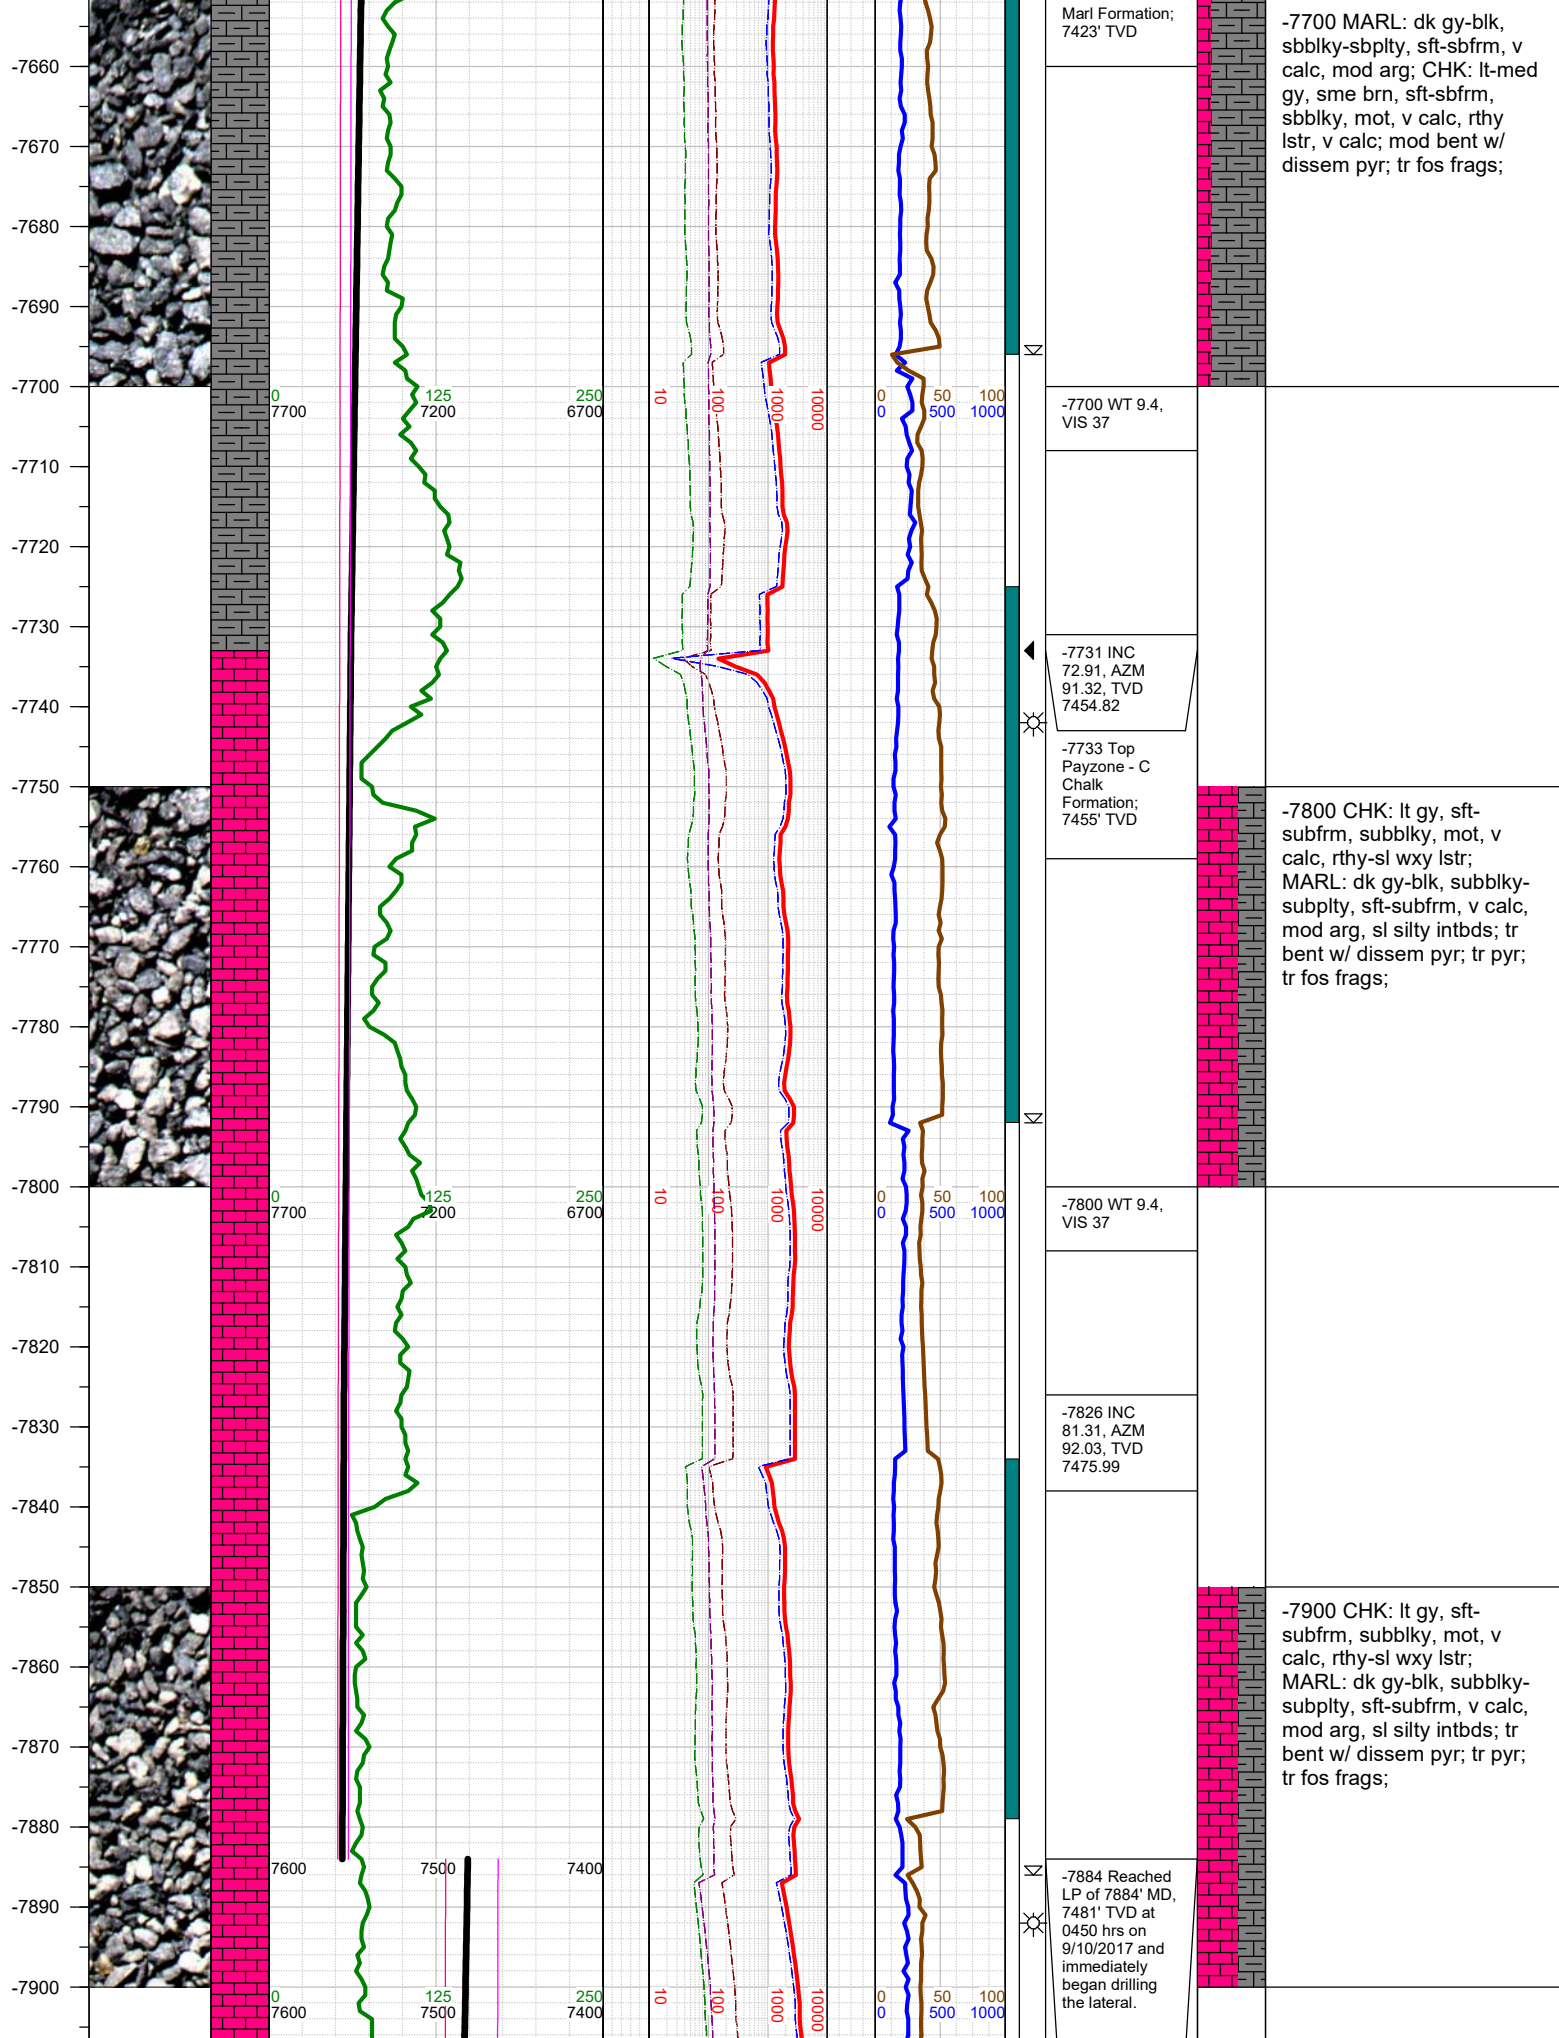 Marl Formation;
7423' TVD
-7700 MARL: dk gy-blk,
sbblky-sbplty, sft-sbfrm, v
calc, mod arg; CHK: lt-med
gy, sme brn, sft-sbfrm,
sbblky, mot, v calc, rthy
lstr, v calc; mod bent w/
dissem pyr; tr fos frags;
-7660
-7670
-7680
-7690
-7700
0 125 250
7700 7200 6700
10 100 1000 10000
0 50 100
0 500 1000
-7700 WT 9.4,
VIS 37
-7710
-7720
-7730
-7731 INC
72.91, AZM
91.32, TVD
7454.82
-7740
-7733 Top
Payzone - C
Chalk
Formation;
7455' TVD
-7750
-7800 CHK: lt gy, sft-
subfrm, subblky, mot, v
calc, rthy-sl wxy lstr;
MARL: dk gy-blk, subblky-
subplty, sft-subfrm, v calc,
mod arg, sl silty intbds; tr
bent w/ dissem pyr; tr pyr;
tr fos frags;
-7760
-7770
-7780
-7790
-7800
0 125 250
7700 7200 6700
10 100 1000 10000
0 50 100
0 500 1000
-7800 WT 9.4,
VIS 37
-7810
-7820
-7830
-7826 INC
81.31, AZM
92.03, TVD
7475.99
-7840
-7850
-7900 CHK: lt gy, sft-
subfrm, subblky, mot, v
calc, rthy-sl wxy lstr;
MARL: dk gy-blk, subblky-
subplty, sft-subfrm, v calc,
mod arg, sl silty intbds; tr
bent w/ dissem pyr; tr pyr;
tr fos frags;
-7860
-7870
-7880
7600 7500 7400
-7884 Reached
LP of 7884' MD,
7481' TVD at
0450 hrs on
9/10/2017 and
immediately
began drilling
the lateral.
-7890
-7900
0 125 250
7600 7500 7400
10 100 1000 10000
0 50 100
0 500 1000